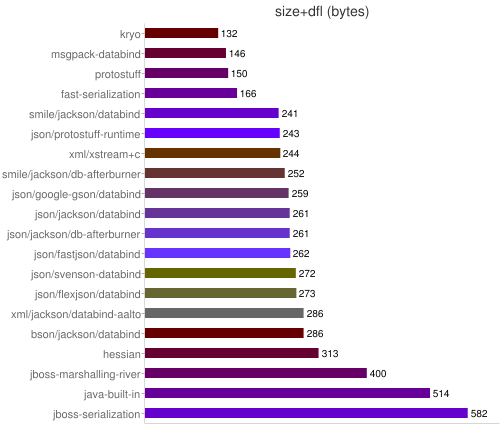 size+dfl (bytes)
kryo 132
msgpack-databind 146
protostuff 150
fast-serialization 166
smile/jackson/databind 241
json/protostuff-runtime 243
xml/xstream+c 244
smile/jackson/db-afterburner 252
json/google-gson/databind 259
json/jackson/databind 261
json/jackson/db-afterburner 261
json/fastjson/databind 262
json/svenson-databind 272
json/flexjson/databind 273
xml/jackson/databind-aalto 286
bson/jackson/databind 286
hessian 313
jboss-marshalling-river 400
java-built-in 514
jboss-serialization 582